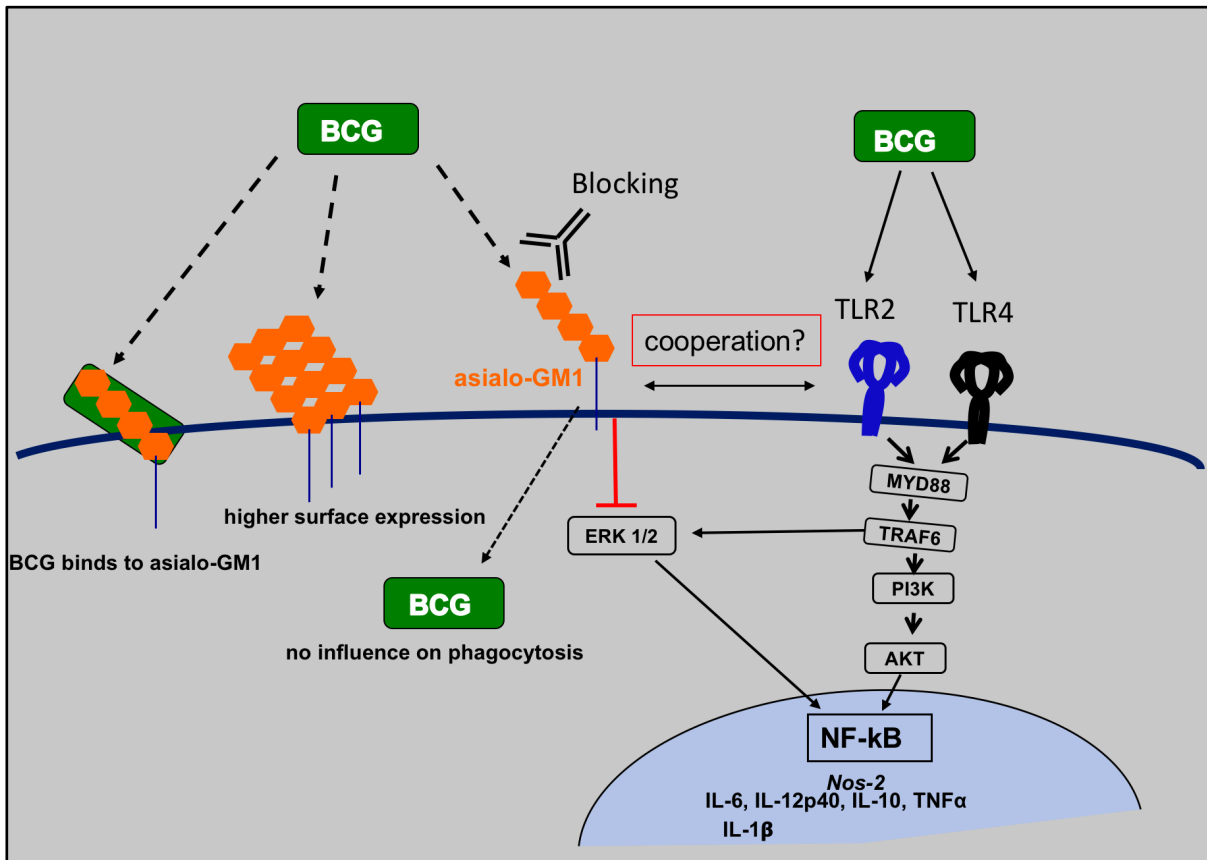 BCG
BCG
Blocking
TLR2
TLR4
cooperation?
asialo-GM1
MYD88
higher surface expression
ERK 1/2
TRAF6
BCG binds to asialo-GM1
PI3K
BCG
no influence on phagocytosis
AKT
NF-kB
Nos-2
IL-6, IL-12p40, IL-10, TNFα
IL-1β